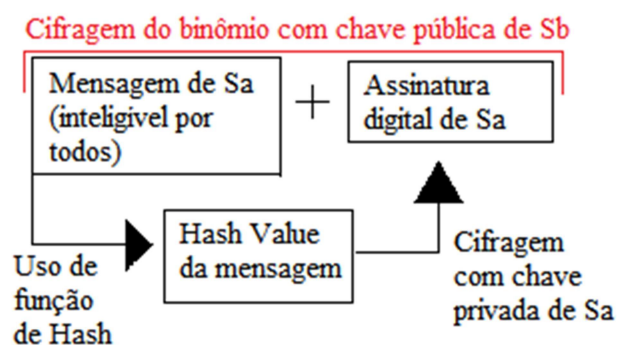 Cifragem do binômio com chave pública de Sb
Mensagem de Sa
(inteligivel por
todos)
+
Assinatura
digital de Sa
Hash Value
da mensagem
Uso de
função
de Hash
Cifragem
com chave
privada de Sa